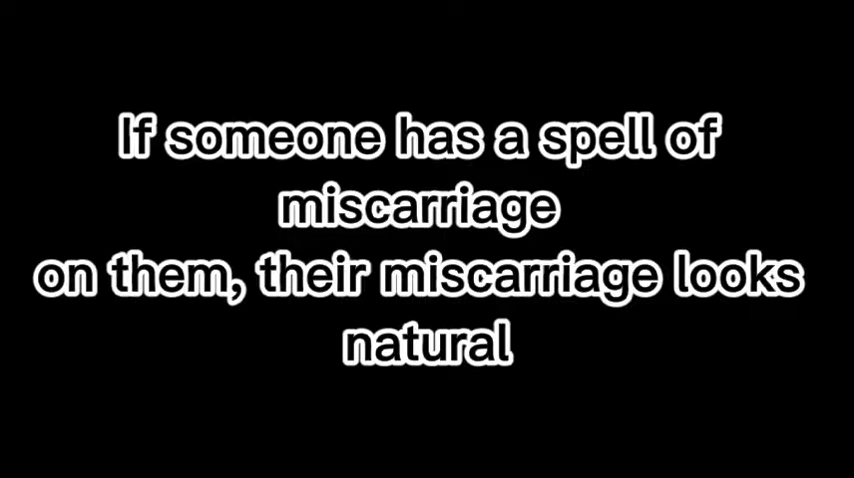 If someone has a spell of
miscarriage
on them, their miscarriage looks
natural